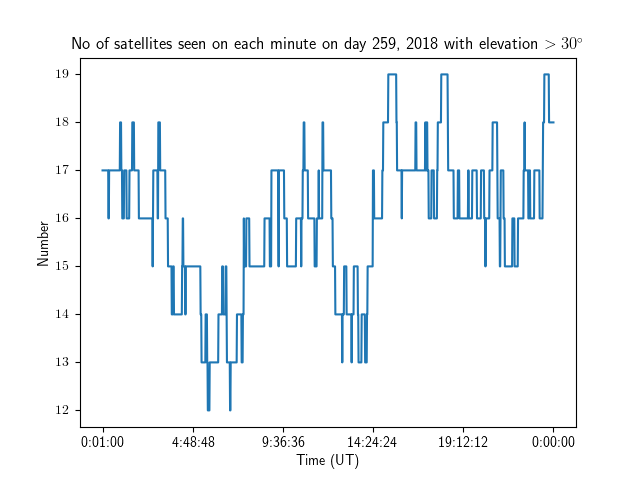 No of satellites seen on each minute on day 259, 2018 with elevation > 30°
19
18
17
16
15
14
13
12
Number
0:01:00 4:48:48 9:36:36 14:24:24 19:12:12 0:00:00
Time (UT)